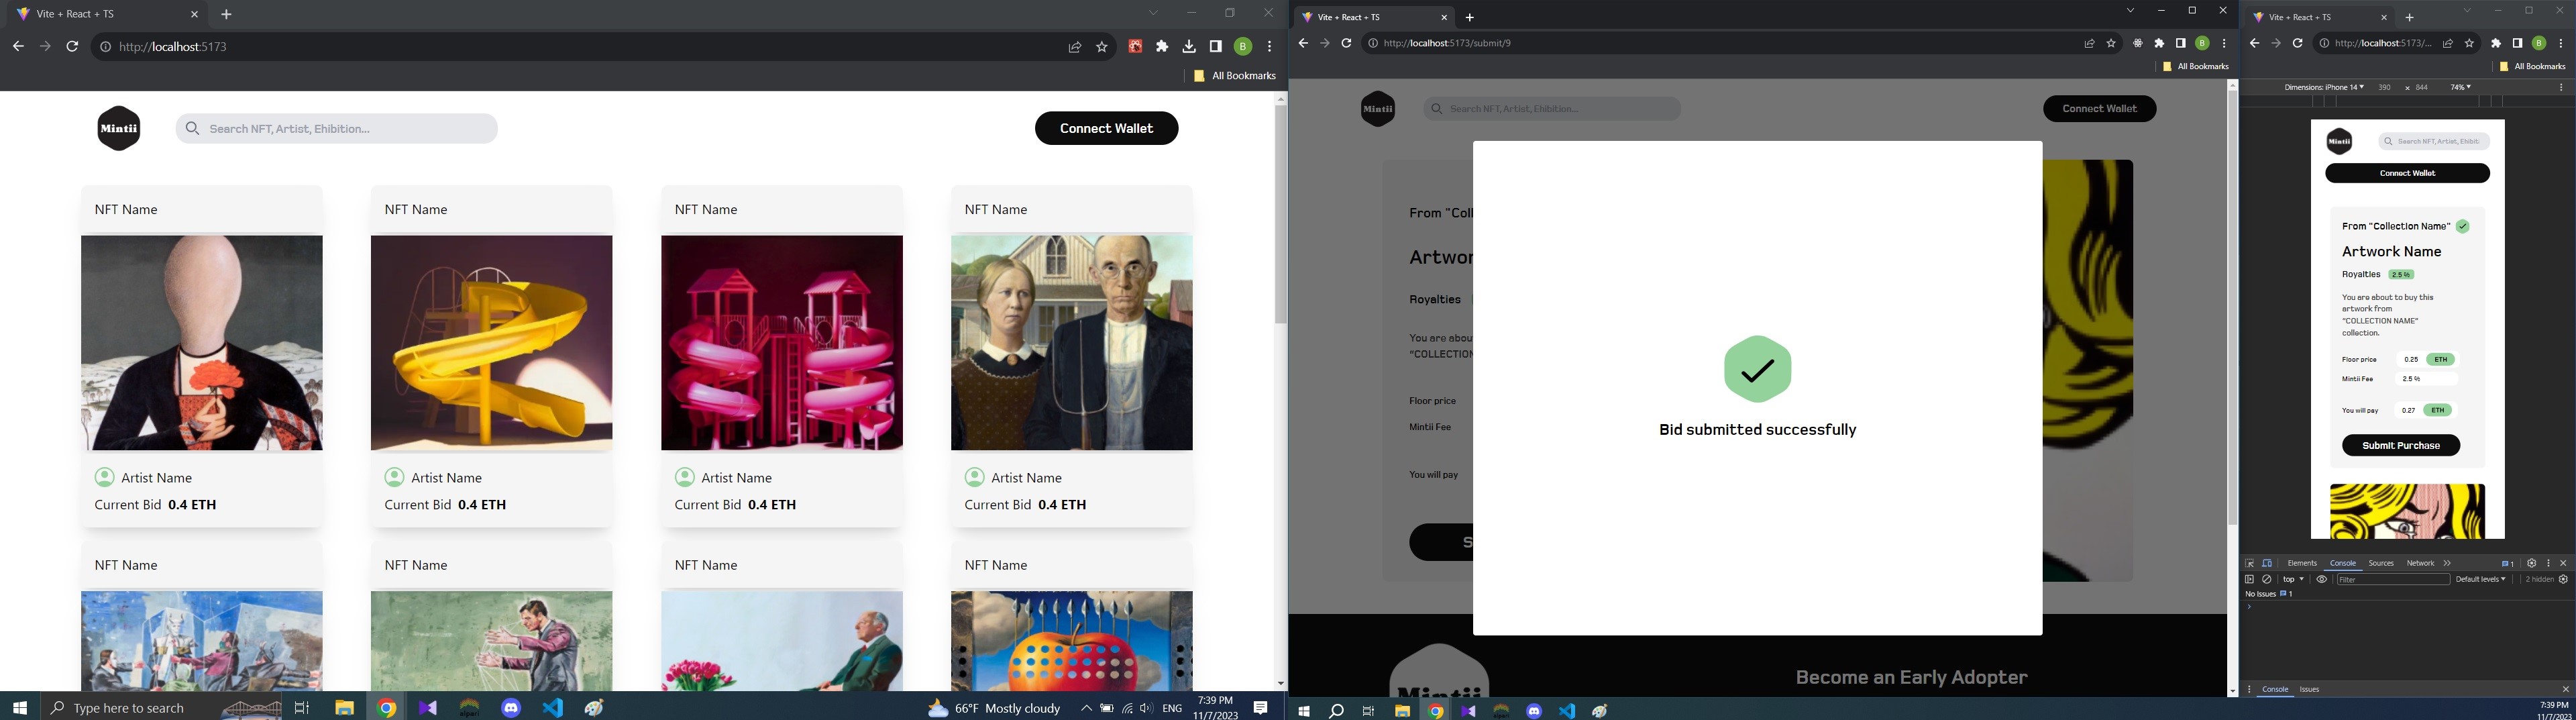 Vite + React + TS
http://localhost:5173
B
All Bookmarks
Mintii
Search NFT, Artist, Ehibition...
Connect Wallet
NFT Name
NFT Name
NFT Name
NFT Name
Artist Name
Artist Name
Artist Name
Artist Name
Current Bid 0.4 ETH
Current Bid 0.4 ETH
Current Bid 0.4 ETH
Current Bid 0.4 ETH
NFT Name
NFT Name
NFT Name
NFT Name
Type here to search
66°F Mostly cloudy
ENG
7:39 PM
11/7/2023
Vite + React + TS
http://localhost:5173/submit/9
B
All Bookmarks
Mintii
Search NFT, Artist, Ehibition...
Connect Wallet
From "Coll
Artwor
Royalties
You are abou
"COLLECTION
Floor price
Mintii Fee
You will pay
S
Bid submitted successfully
Mintii
Become an Early Adopter
Vite + React + TS
http://localhost:5173/...
B
All Bookmarks
Dimensions: iPhone 14 390 × 844 74%
Mintii
Search NFT, Artist, Ehibit
Connect Wallet
From "Collection Name"
Artwork Name
Royalties 2.5 %
You are about to buy this
artwork from
"COLLECTION NAME"
collection.
Floor price 0.25 ETH
Mintii Fee 2.5 %
You will pay 0.27 ETH
Submit Purchase
Elements Console Sources Network 1
top Filter Default levels 2 hidden
No Issues 1
Console Issues
7:39 PM
11/7/2023